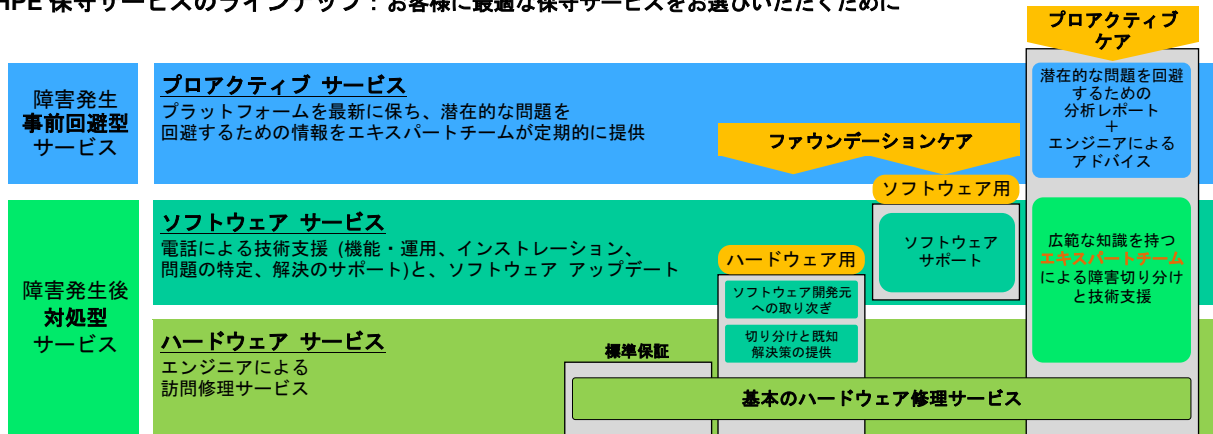 HPE 保守サービスのラインアップ：お客様に最適な保守サービスをお選びいただくために
プロアクティブ
ケア
障害発生
事前回避型
サービス
プロアクティブ サービス
プラットフォームを最新に保ち、潜在的な問題を
回避するための情報をエキスパートチームが定期的に提供
潜在的な問題を回避
するための
分析レポート
＋
エンジニアによる
アドバイス
ファウンデーションケア
ソフトウェア用
ハードウェア用
障害発生後
対処型
サービス
ソフトウェア サービス
電話による技術支援 (機能・運用、インストレーション、
問題の特定、解決のサポート)と、ソフトウェア アップデート
ソフトウェア
サポート
広範な知識を持つ
エキスパートチーム
による障害切り分け
と技術支援
ソフトウェア開発元
への取り次ぎ
切り分けと既知
解決策の提供
ハードウェア サービス
エンジニアによる
訪問修理サービス
標準保証
基本のハードウェア修理サービス